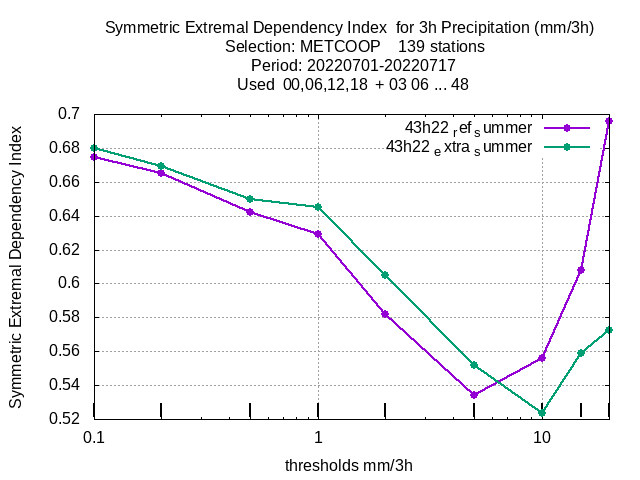 Symmetric Extremal Dependency Index  for 3h Precipitation (mm/3h)
Selection: METCOOP    139 stations
Period: 20220701-20220717
Used  00,06,12,18  + 03 06 ... 48
0.7
0.68
0.66
0.64
0.62
0.6
0.58
0.56
0.54
0.52
Symmetric Extremal Dependency Index
43h22 ref summer
43h22 extra summer
0.1
1
10
thresholds mm/3h